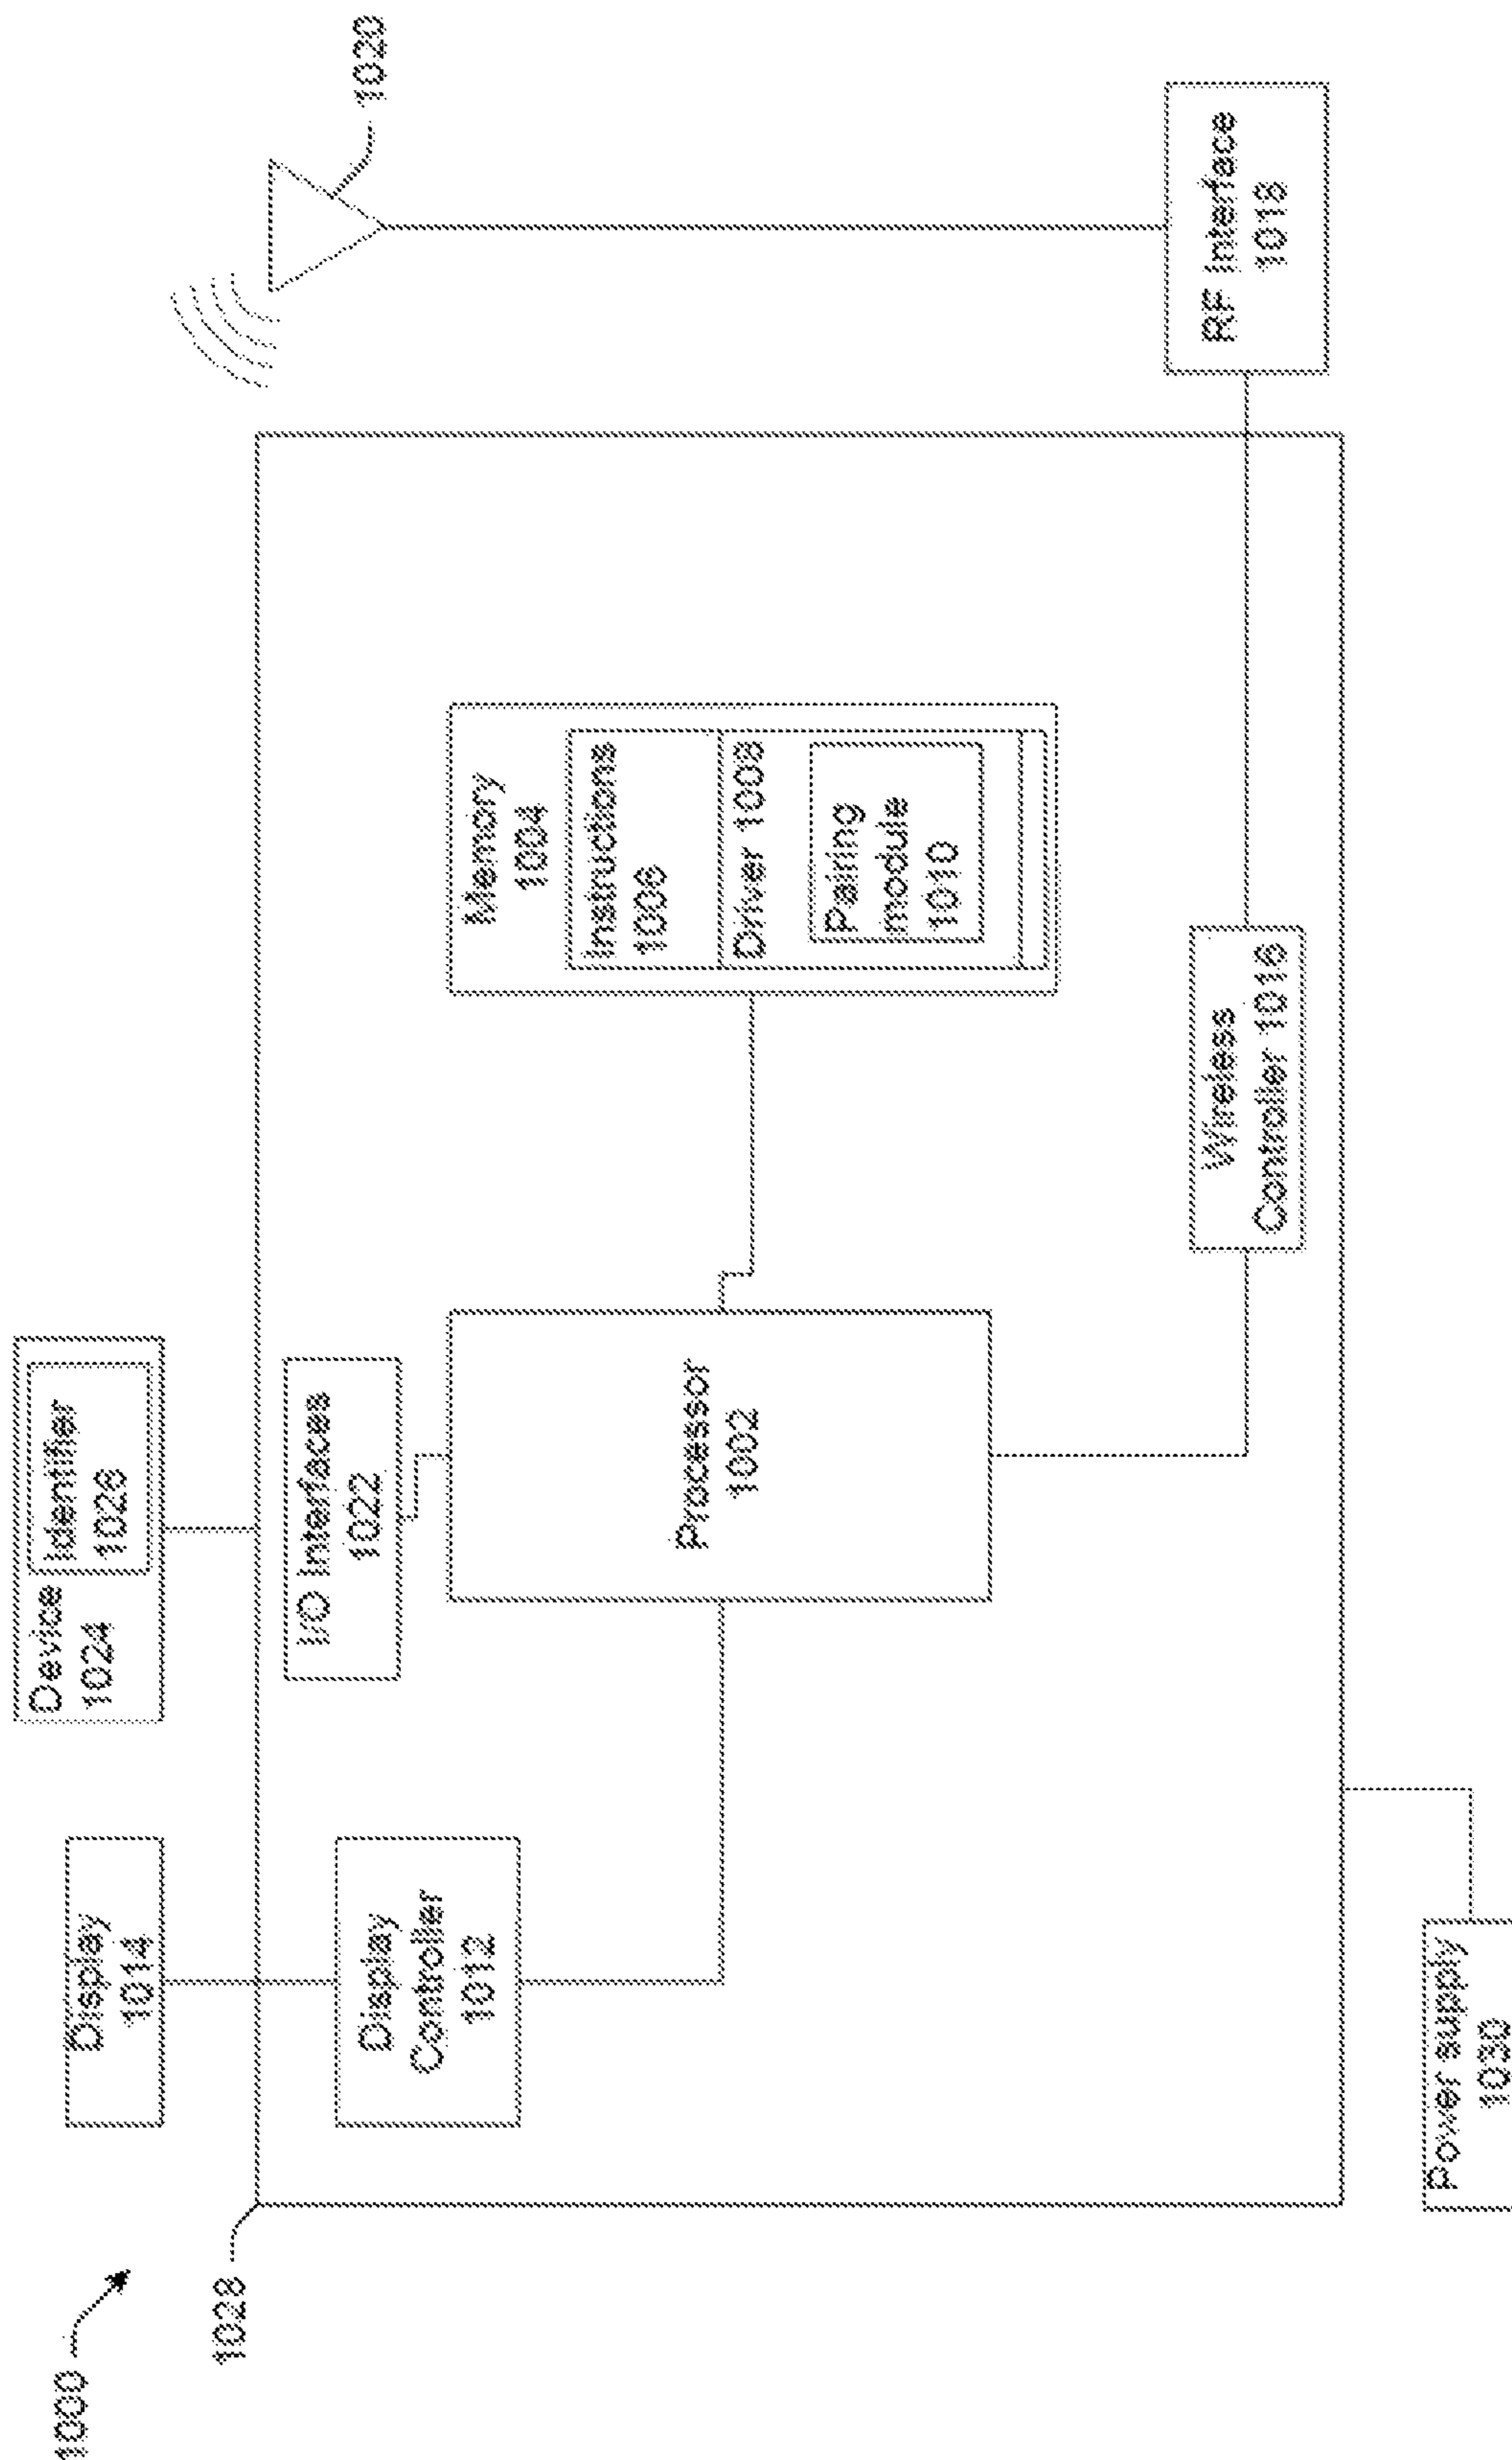 1000
1028
Display
1014
Device
1024
Identifier
1026
1020
Display
Controller
1012
I/O Interfaces
1022
Processor
1002
Memory
1004
Instructions
1006
Driver 1008
Pairing
module
1010
Wireless
Controller 1016
RF Interface
1018
Power supply
1030